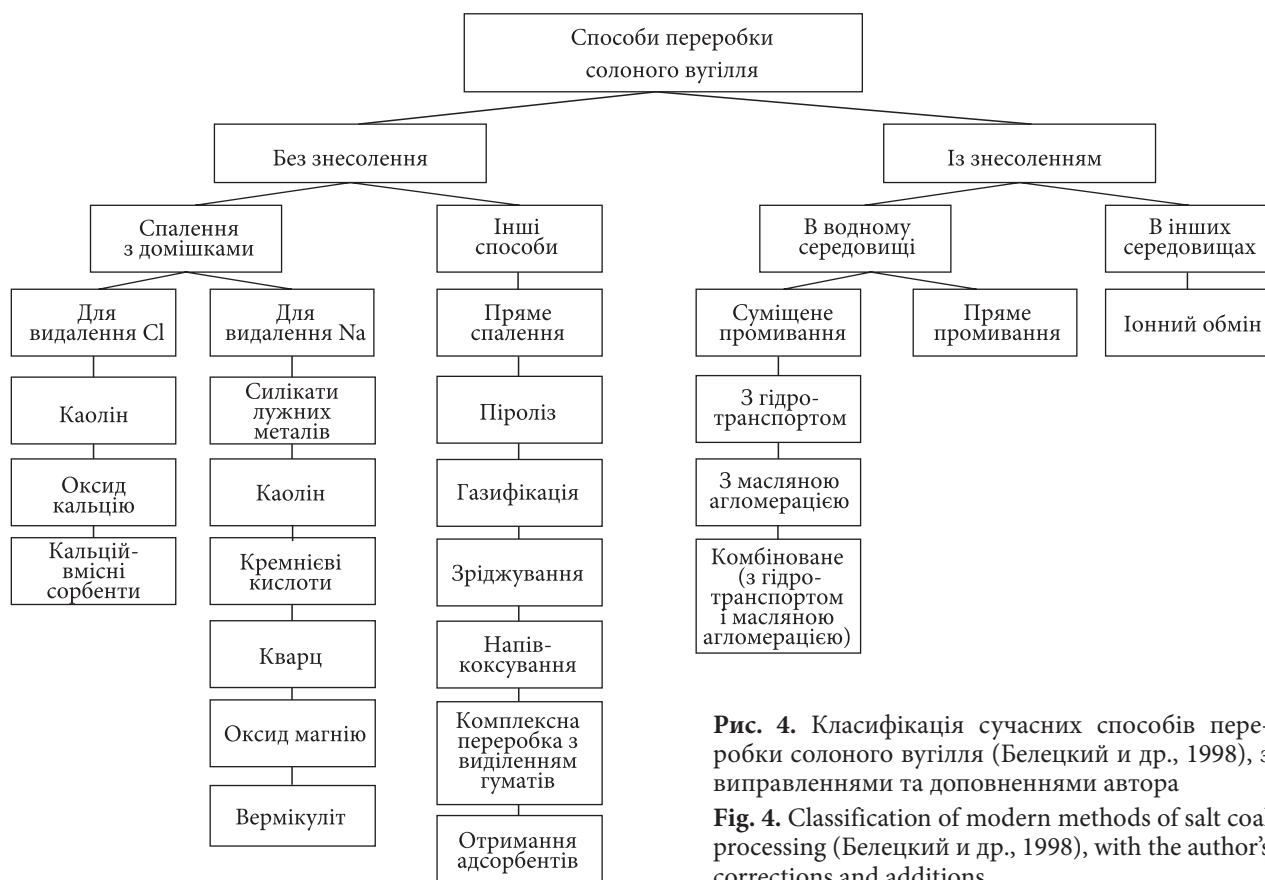 Способи переробки
солоного вугілля
Без знесолення
Із знесоленням
Спалення
з домішками
Інші
способи
В водному
середовищі
В інших
середовищах
Для
видалення Cl
Для
видалення Na
Пряме
спалення
Суміщене
промивання
Пряме
промивання
Іонний обмін
Каолін
Силікати
лужних
металів
Піроліз
З гідро-
транспортом
Оксид
кальцію
Каолін
Газифікація
З масляною
агломерацією
Кальцій-
вмісні
сорбенти
Кремнієві
кислоти
Зріджування
Комбіноване
(з гідро-
транспортом
і масляною
агломерацією)
Кварц
Напів-
коксування
Оксид магнію
Комплексна
переробка з
виділенням
гуматів
Вермікуліт
Отримання
адсорбентів
Рис. 4. Класифікація сучасних способів пере-
робки солоного вугілля (Белецкий и др., 1998), з
виправленнями та доповненнями автора
Fig. 4. Classification of modern methods of salt coal
processing (Белецкий и др., 1998), with the author's
corrections and additions